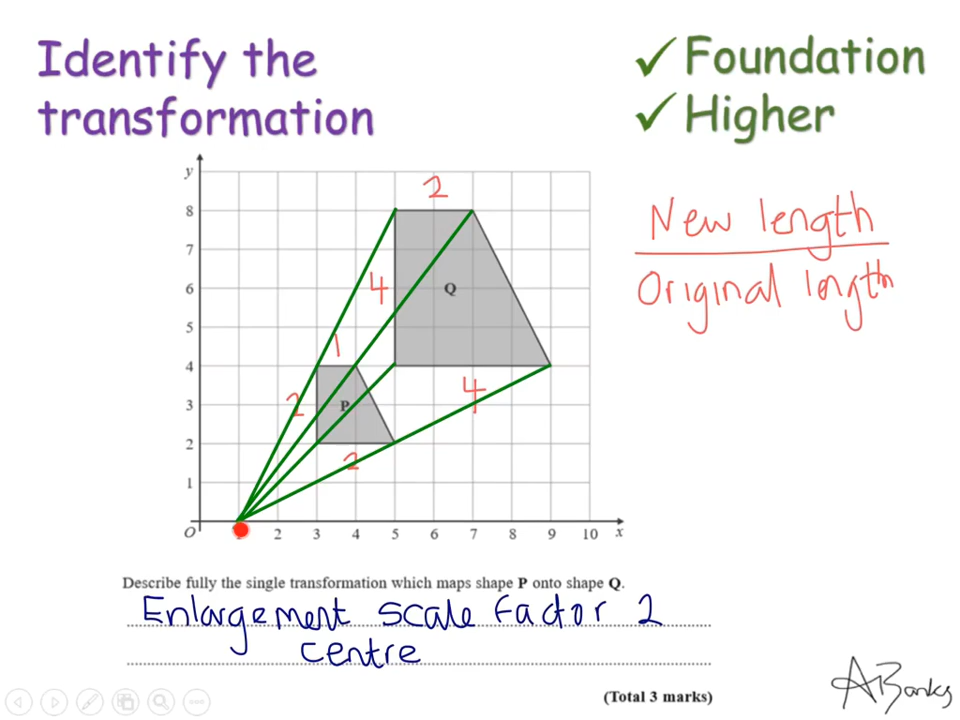 Identify the
transformation
✓ Foundation
✓ Higher
y
8
7
6
5
4
3
2
1
O
2
3
4
5
6
7
8
9
10
x
2
4
Q
1
2
P
2
4
New length
Original length
Describe fully the single transformation which maps shape P onto shape Q.
Enlargement scale factor 2
centre
(Total 3 marks)
A Banks